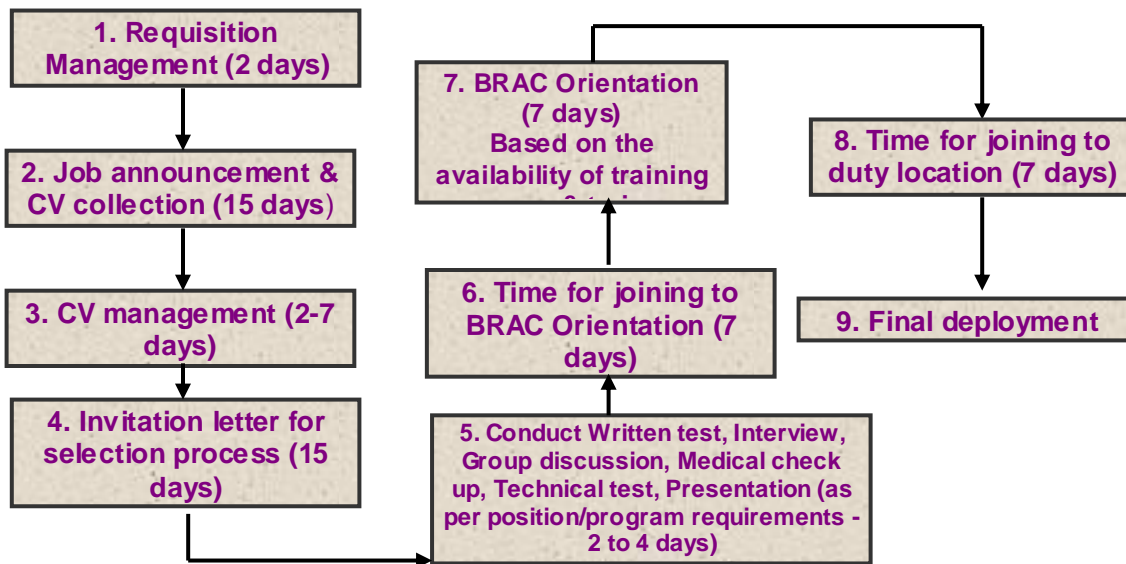 1. Requisition
Management (2 days)
2. Job announcement &
CV collection (15 days)
3. CV management (2-7
days)
4. Invitation letter for
selection process (15
days)
5. Conduct Written test, Interview,
Group discussion, Medical check
up, Technical test, Presentation (as
per position/program requirements -
2 to 4 days)
6. Time for joining to
BRAC Orientation (7
days)
7. BRAC Orientation
(7 days)
Based on the
availability of training
8. Time for joining to
duty location (7 days)
9. Final deployment